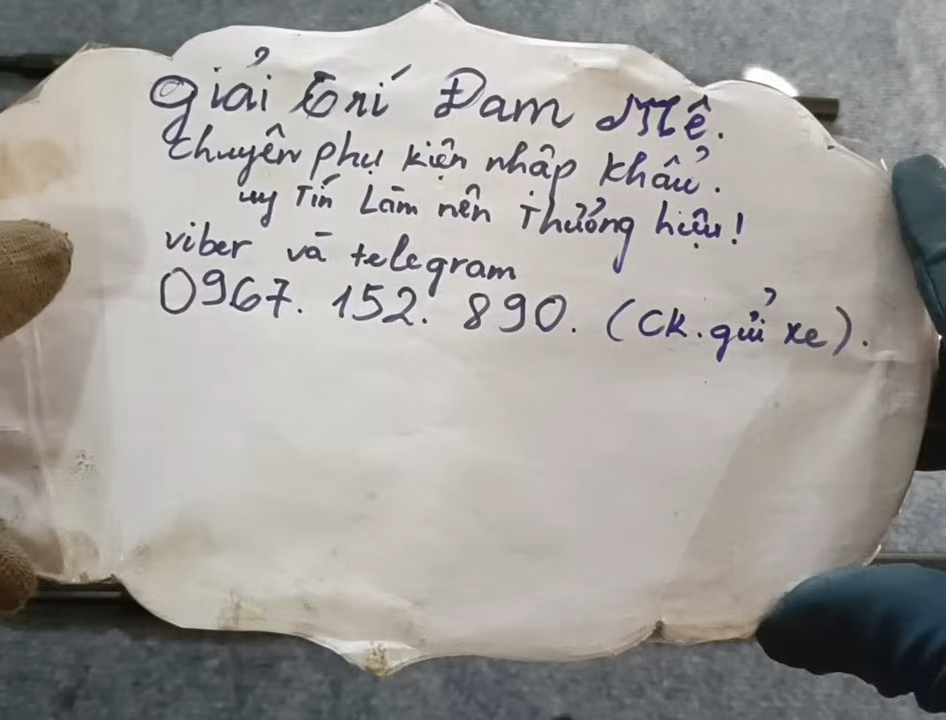 Giải trí Đam Mê.
Chuyên phụ kiện nhập khẩu.
uy Tín Làm nên Thương hiệu!
viber và telegram
0967. 152. 890. (CK. gửi xe).